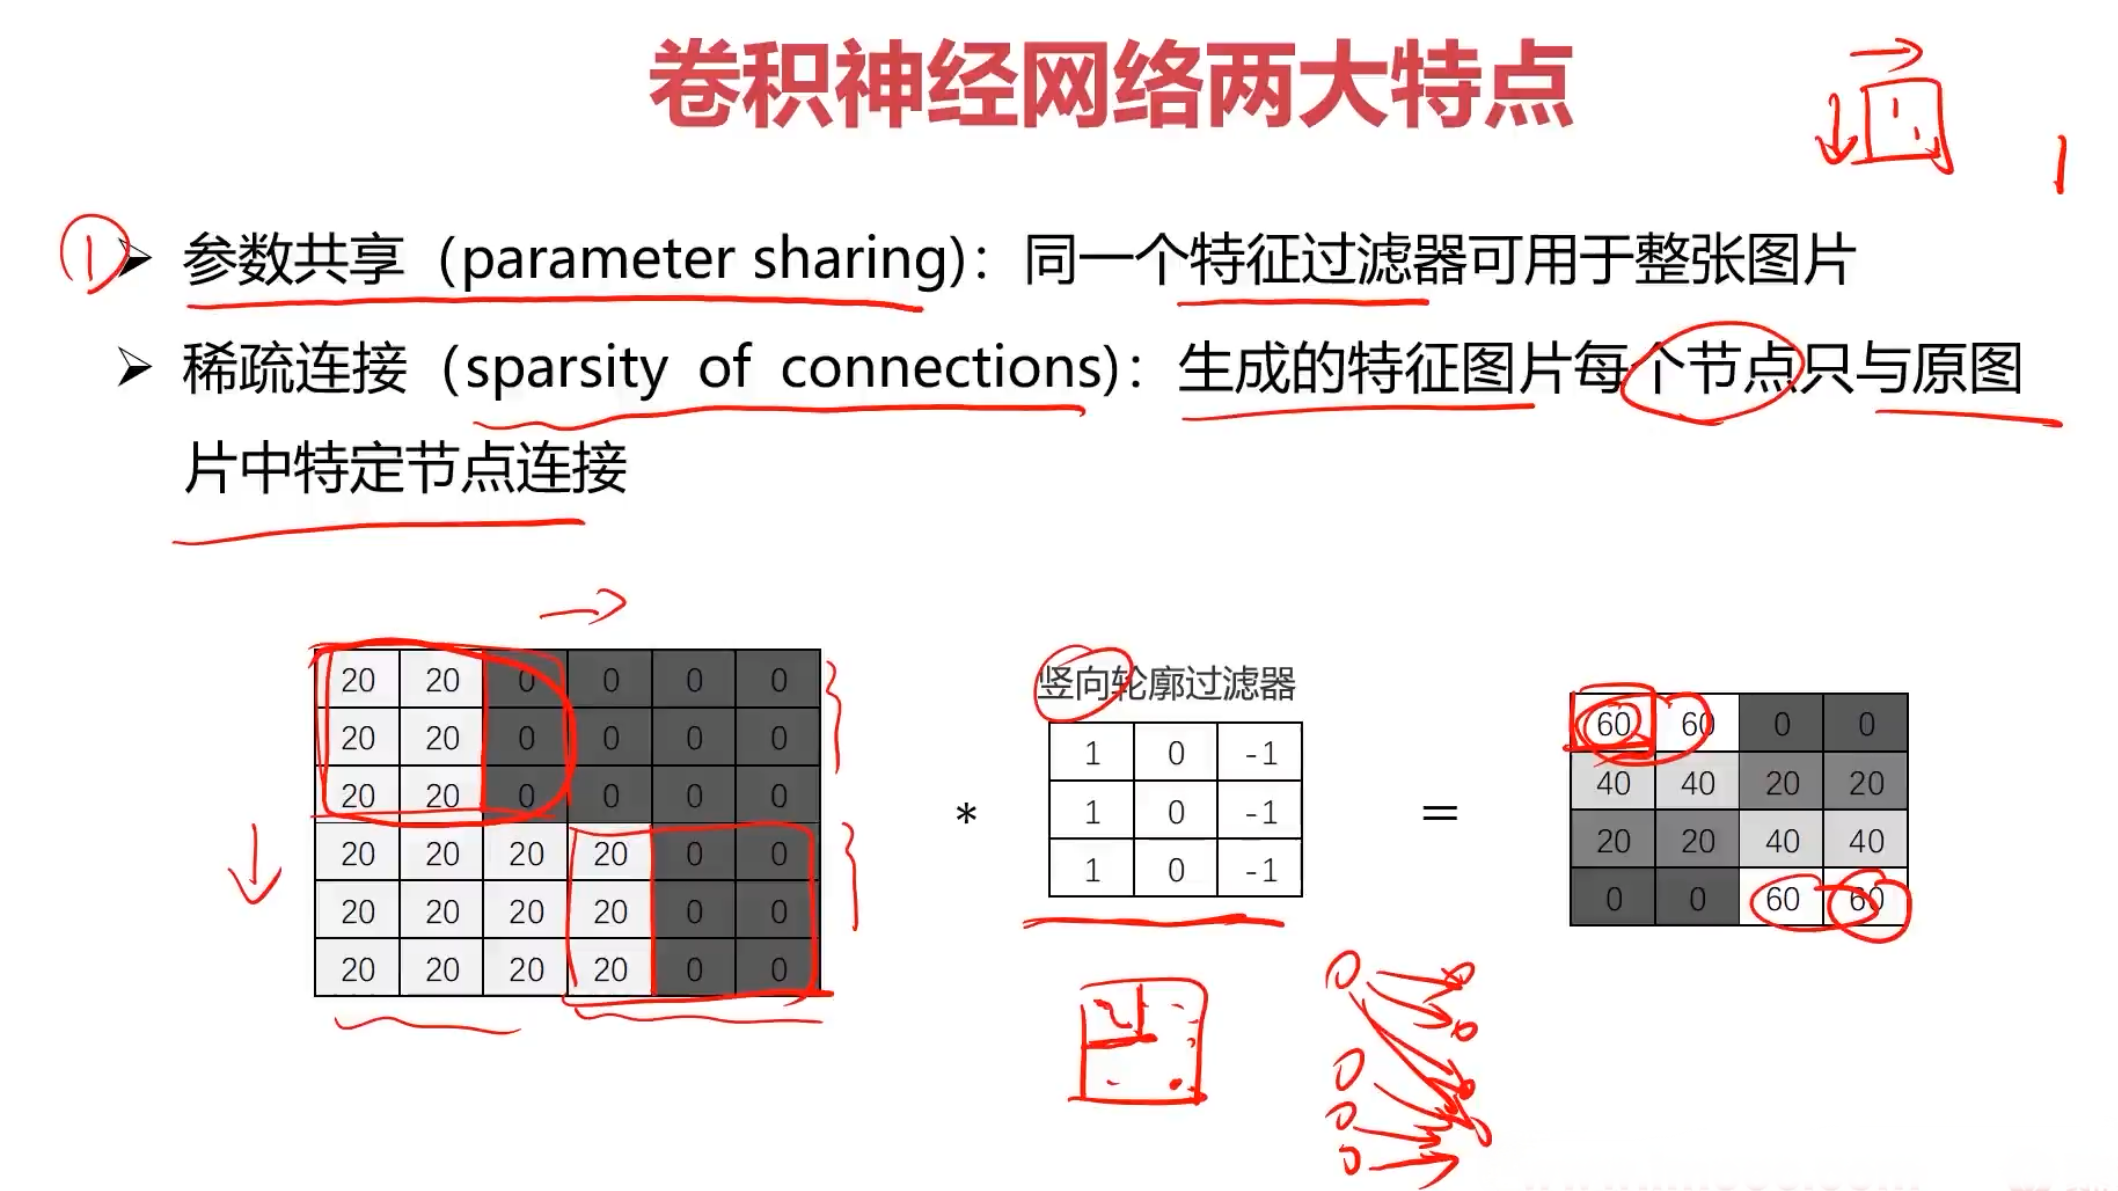 卷积神经网络两大特点
① 参数共享（parameter sharing）：同一个特征过滤器可用于整张图片
稀疏连接（sparsity of connections）：生成的特征图片每个节点只与原图
片中特定节点连接
20 20 0 0 0 0
20 20 0 0 0 0
20 20 0 0 0 0
20 20 20 20 0 0
20 20 20 20 0 0
20 20 20 20 0 0
*
竖向轮廓过滤器
1 0 -1
1 0 -1
1 0 -1
=
60 60 0 0
40 40 20 20
20 20 40 40
0 0 60 60